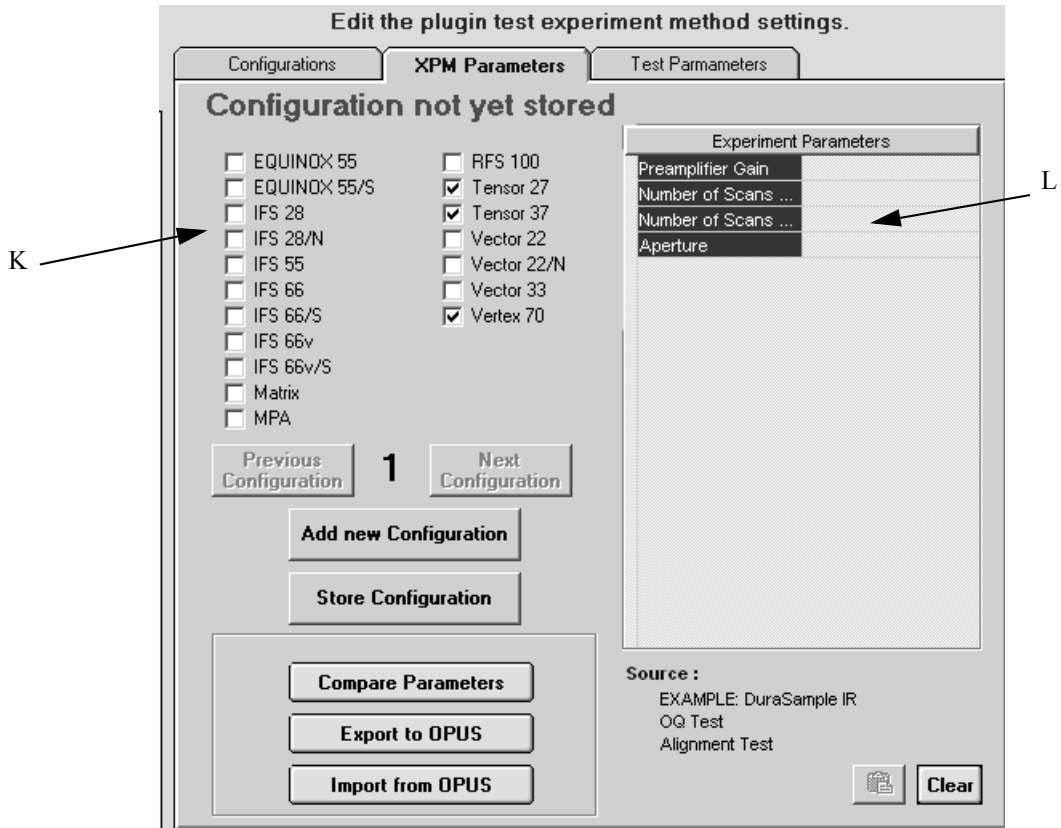 Edit the plugin test experiment method settings.
Configurations
XPM Parameters
Test Parmameters
Configuration not yet stored
EQUINOX 55
EQUINOX 55/S
IFS 28
IFS 28/N
IFS 55
IFS 66
IFS 66/S
IFS 66v
IFS 66v/S
Matrix
MPA
RFS 100
Tensor 27
Tensor 37
Vector 22
Vector 22/N
Vector 33
Vertex 70
K
Previous
Configuration
1
Next
Configuration
Add new Configuration
Store Configuration
Compare Parameters
Export to OPUS
Import from OPUS
Experiment Parameters
Preamplifier Gain
Number of Scans ...
Number of Scans ...
Aperture
L
Source :
EXAMPLE: DuraSample IR
OQ Test
Alignment Test
Clear